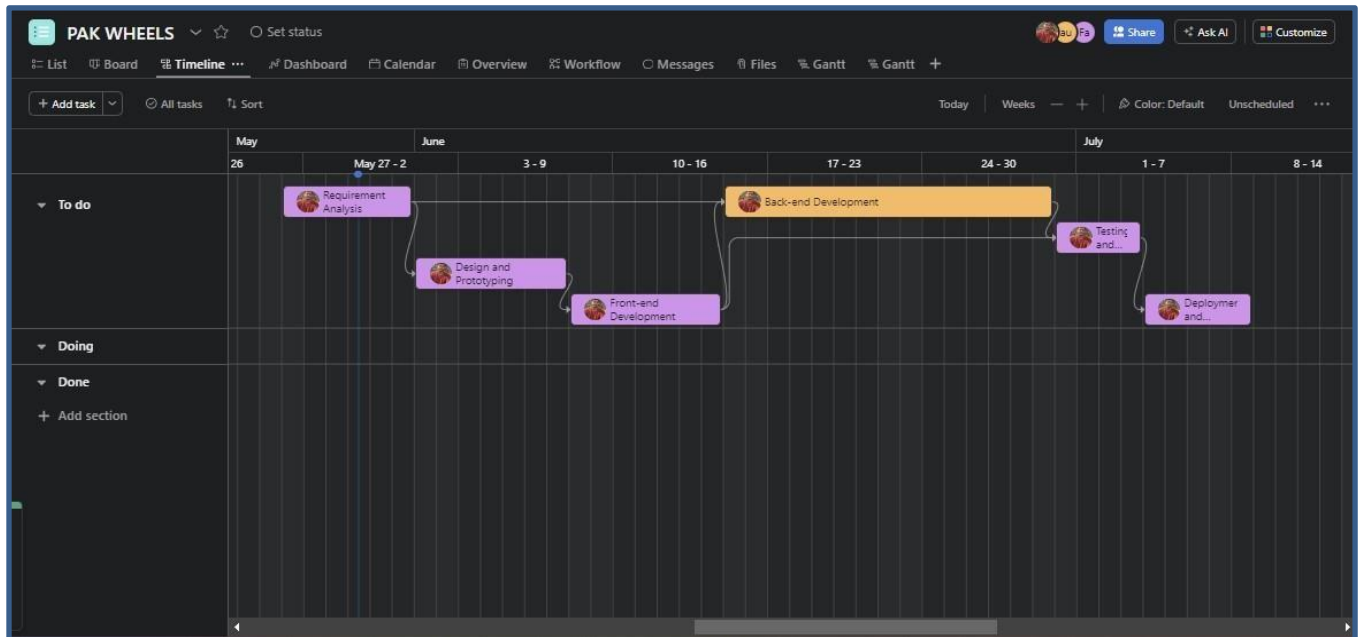 PAK WHEELS
Set status
au
Fa
Share
Ask AI
Customize
List
Board
Timeline ...
Dashboard
Calendar
Overview
Workflow
Messages
Files
Gantt
Gantt
+
+ Add task
All tasks
Sort
Today
Weeks
— +
Color: Default
Unscheduled
...
May
June
July
26
May 27 - 2
3 - 9
10 - 16
17 - 23
24 - 30
1 - 7
8 - 14
To do
Requirement
Analysis
Back-end Development
Testing
and...
Design and
Prototyping
Front-end
Development
Deploymer
and...
Doing
Done
+ Add section